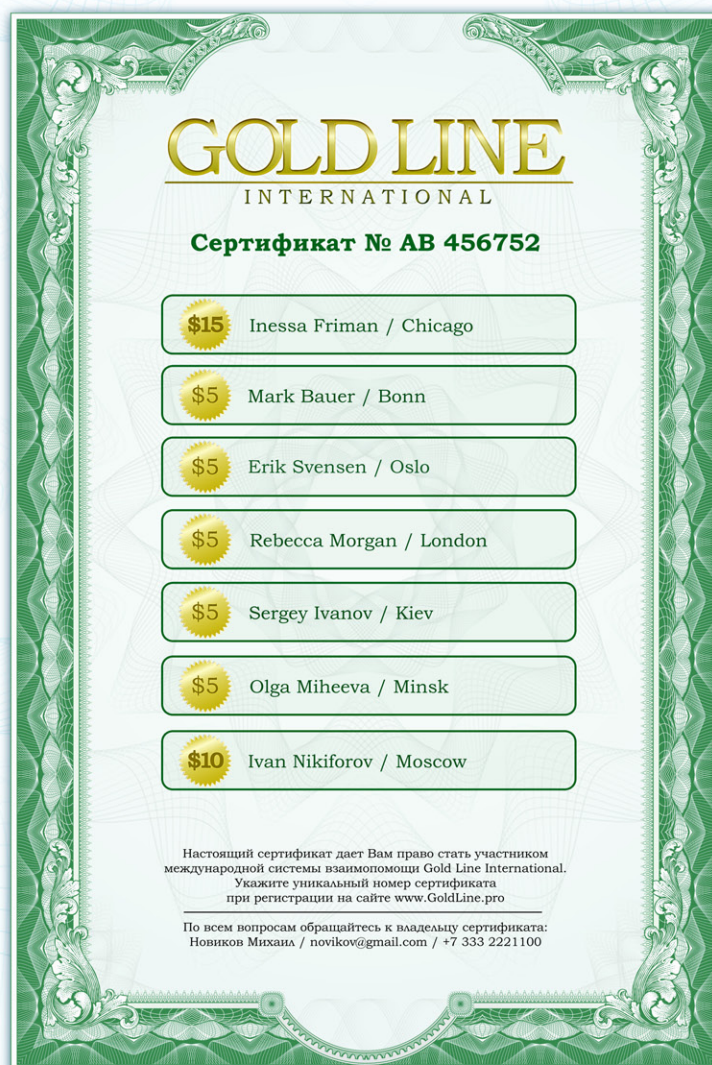 GOLD LINE
INTERNATIONAL
Сертификат № АВ 456752
$15 Inessa Friman / Chicago
$5 Mark Bauer / Bonn
$5 Erik Svensen / Oslo
$5 Rebecca Morgan / London
$5 Sergey Ivanov / Kiev
$5 Olga Miheeva / Minsk
$10 Ivan Nikiforov / Moscow
Настоящий сертификат дает Вам право стать участником
международной системы взаимопомощи Gold Line International.
Укажите уникальный номер сертификата
при регистрации на сайте www.GoldLine.pro
По всем вопросам обращайтесь к владельцу сертификата:
Новиков Михаил / novikov@gmail.com / +7 333 2221100